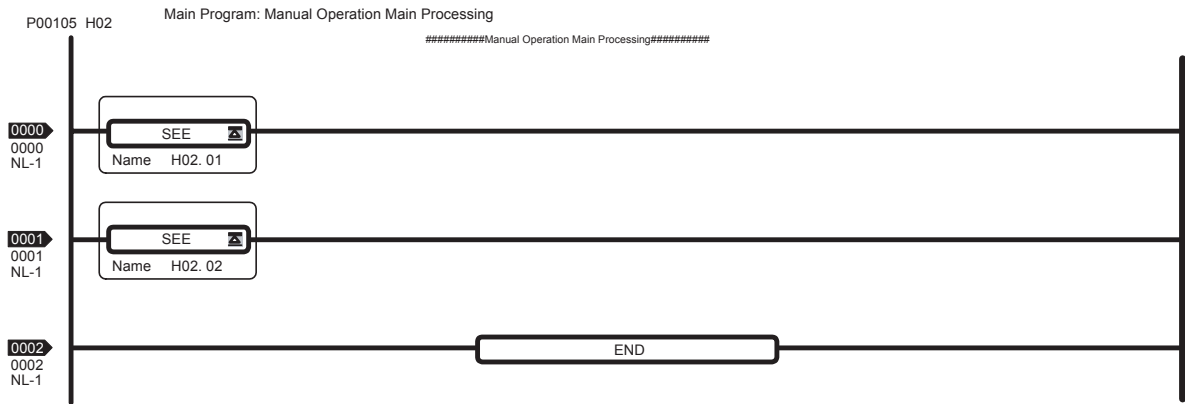 P00105 H02
Main Program: Manual Operation Main Processing
##########Manual Operation Main Processing##########
0000
0000
NL-1
SEE
Name H02. 01
0001
0001
NL-1
SEE
Name H02. 02
0002
0002
NL-1
END